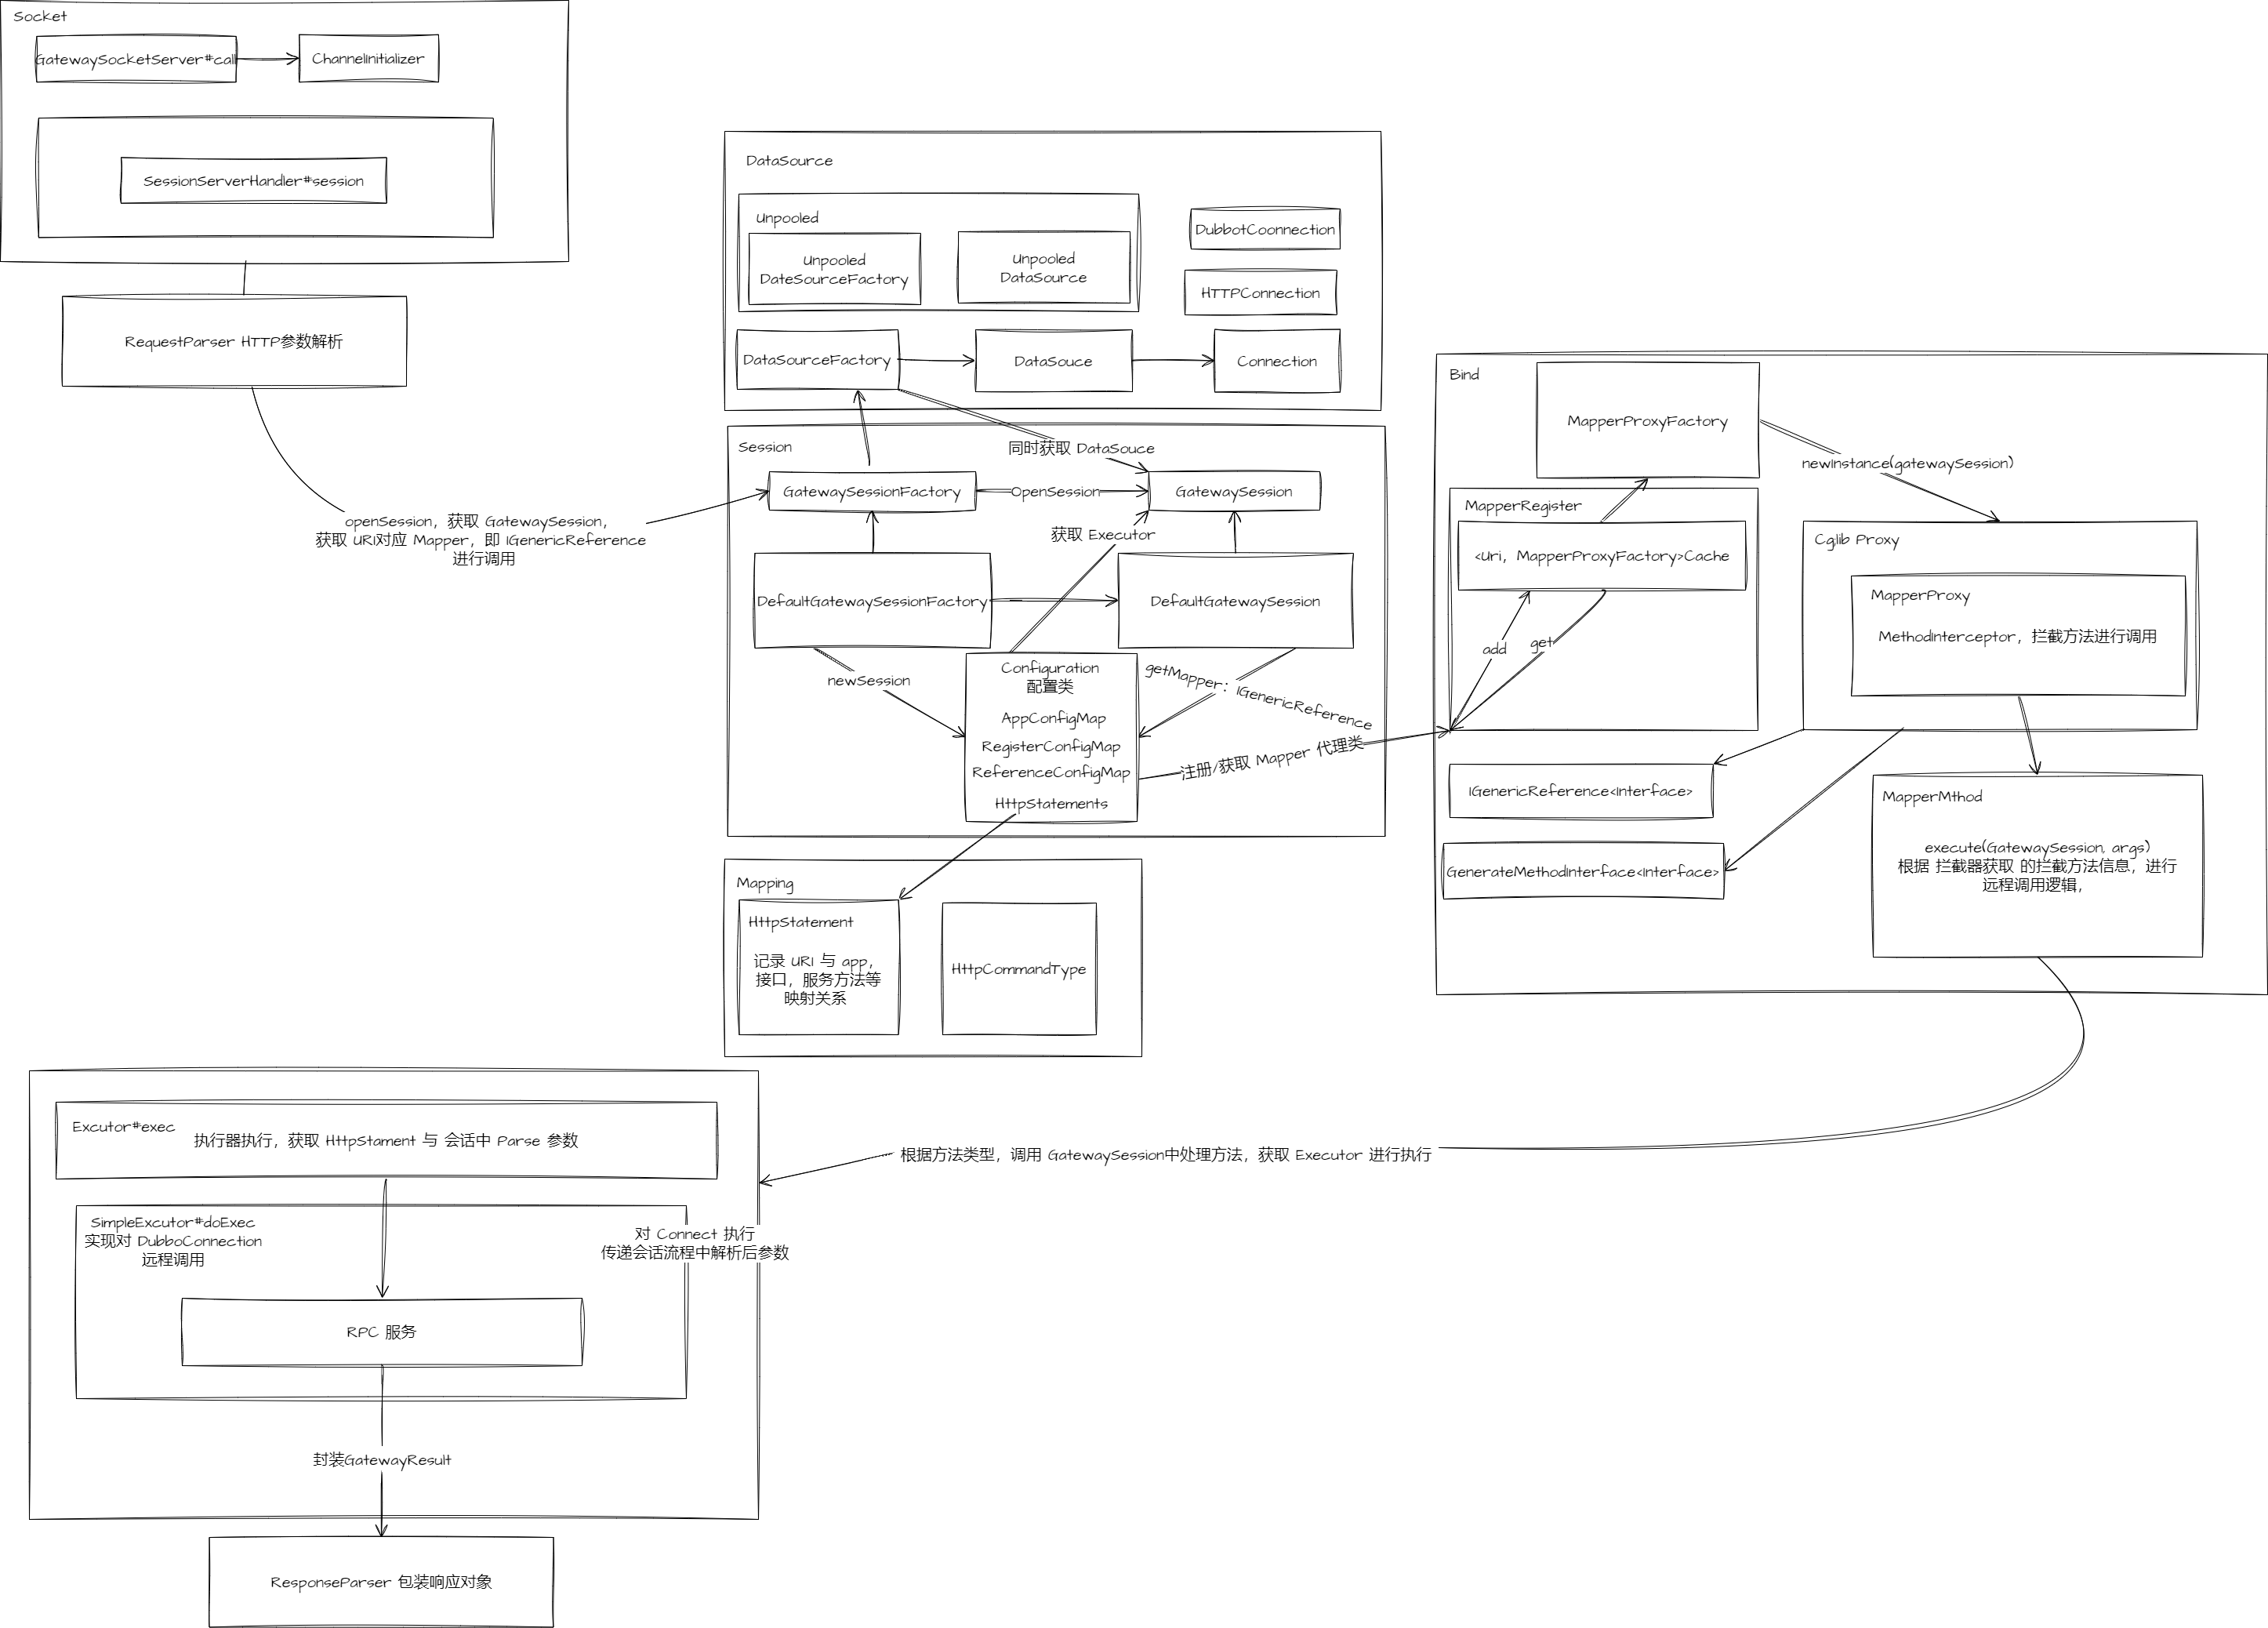 Socket
GatewaySocketServer#call
ChannelInitializer
SessionServerHandler#session
RequestParser HTTP参数解析
openSession，获取 GatewaySession，
获取 URI对应 Mapper，即 IGenericReference
进行调用
DataSource
Unpooled
Unpooled
DateSourceFactory
Unpooled
DataSource
DubbotCoonnection
HTTPConnection
DataSourceFactory
DataSouce
Connection
同时获取 DataSouce
Session
GatewaySessionFactory
OpenSession
GatewaySession
获取 Executor
DefaultGatewaySessionFactory
DefaultGatewaySession
newSession
Configuration
配置类
AppConfigMap
RegisterConfigMap
ReferenceConfigMap
HttpStatements
getMapper：IGenericReference
注册/获取 Mapper 代理类
Mapping
HttpStatement
记录 URI 与 app，
接口，服务方法等
映射关系
HttpCommandType
Bind
MapperProxyFactory
newInstance(gatewaySession)
MapperRegister
<Uri，MapperProxyFactory>Cache
add
get
Cglib Proxy
MapperProxy
MethodInterceptor，拦截方法进行调用
IGenericReference<Interface>
GenerateMethodInterface<Interface>
MapperMthod
execute(GatewaySession, args)
根据 拦截器获取 的拦截方法信息，进行
远程调用逻辑，
根据方法类型，调用 GatewaySession中处理方法，获取 Executor 进行执行
Excutor#exec
执行器执行，获取 HttpStament 与 会话中 Parse 参数
SimpleExcutor#doExec
实现对 DubboConnection
远程调用
对 Connect 执行
传递会话流程中解析后参数
RPC 服务
封装GatewayResult
ResponseParser 包装响应对象